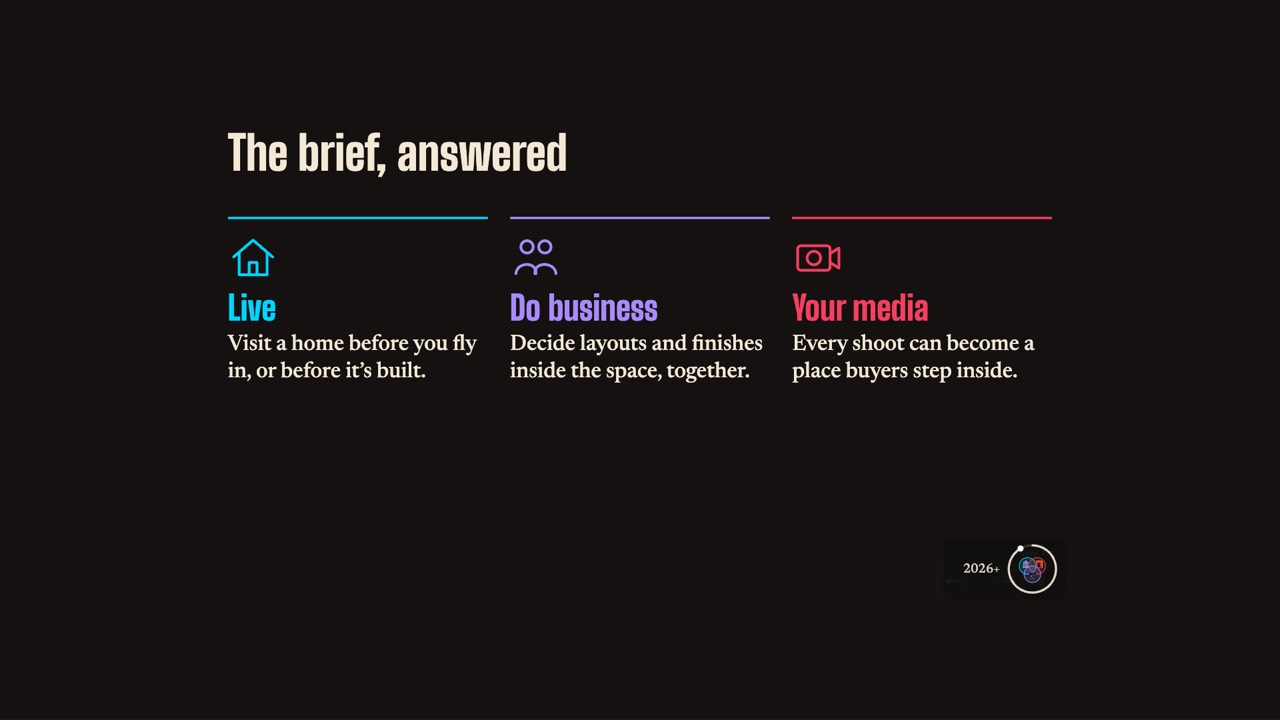 The brief, answered
Live
Visit a home before you fly
in, or before it’s built.
Do business
Decide layouts and finishes
inside the space, together.
Your media
Every shoot can become a
place buyers step inside.
2026+